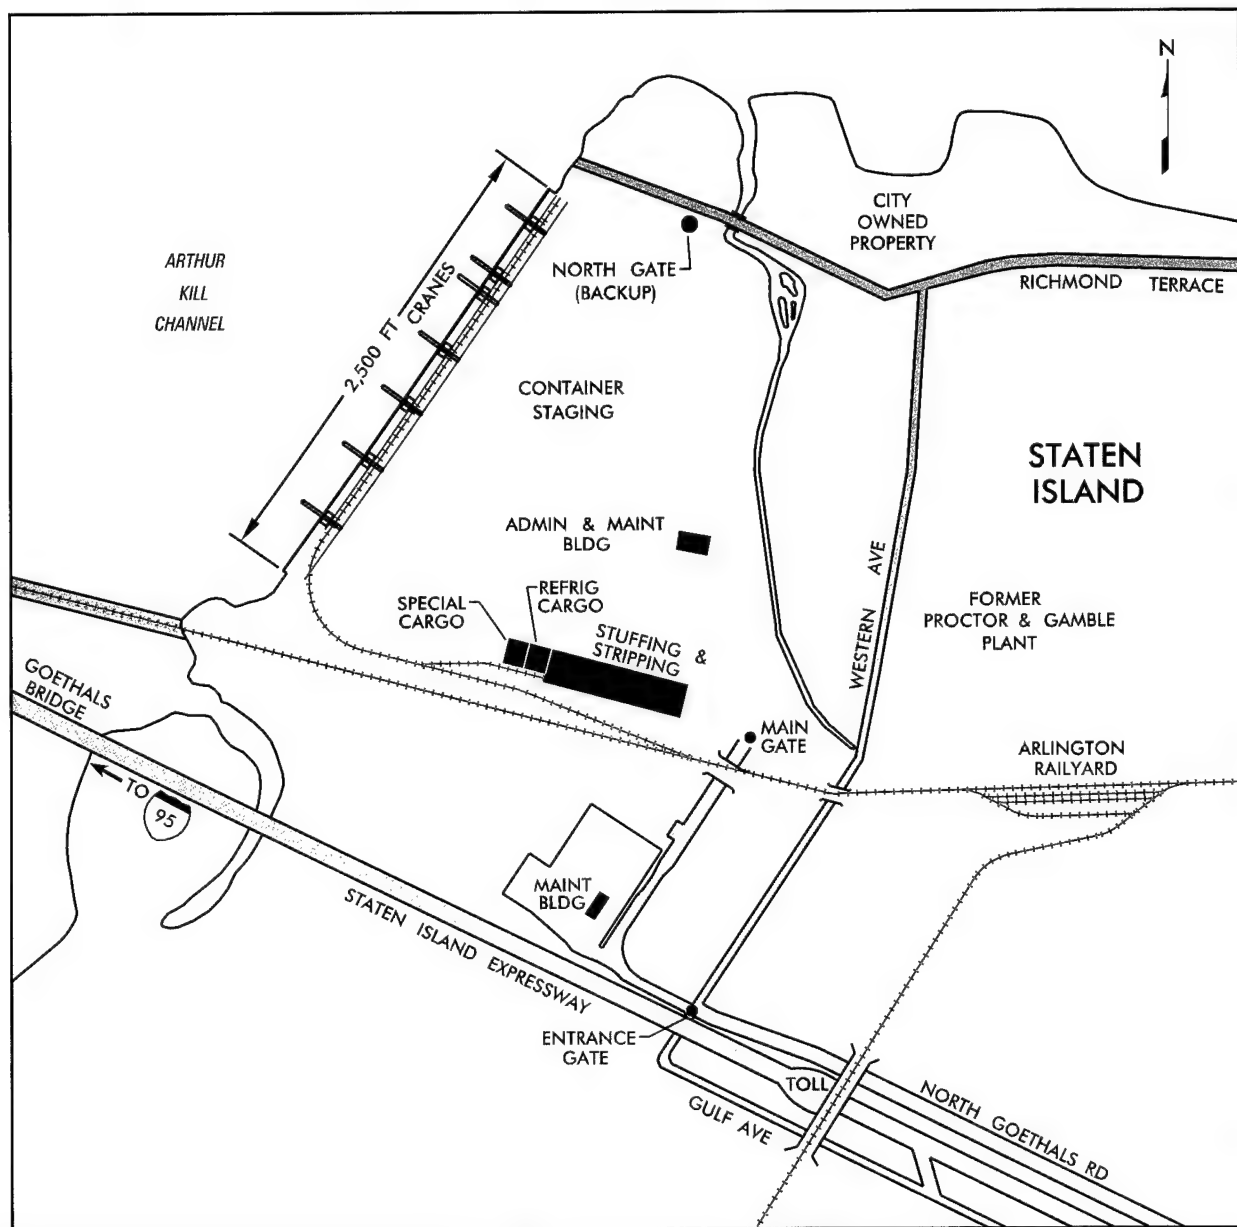 N
CITY
OWNED
PROPERTY
ARTHUR
KILL
CHANNEL
NORTH GATE
(BACKUP)
RICHMOND TERRACE
2,500 FT
CRANES
CONTAINER
STAGING
STATEN
ISLAND
ADMIN & MAINT
BLDG
WESTERN AVE
REFRIG
CARGO
SPECIAL
CARGO
STUFFING &
STRIPPING
FORMER
PROCTOR & GAMBLE
PLANT
GOETHALS
BRIDGE
MAIN
GATE
ARLINGTON
RAILYARD
TO
95
MAINT
BLDG
STATEN ISLAND EXPRESSWAY
ENTRANCE
GATE
TOLL
GULF AVE
NORTH GOETHALS RD